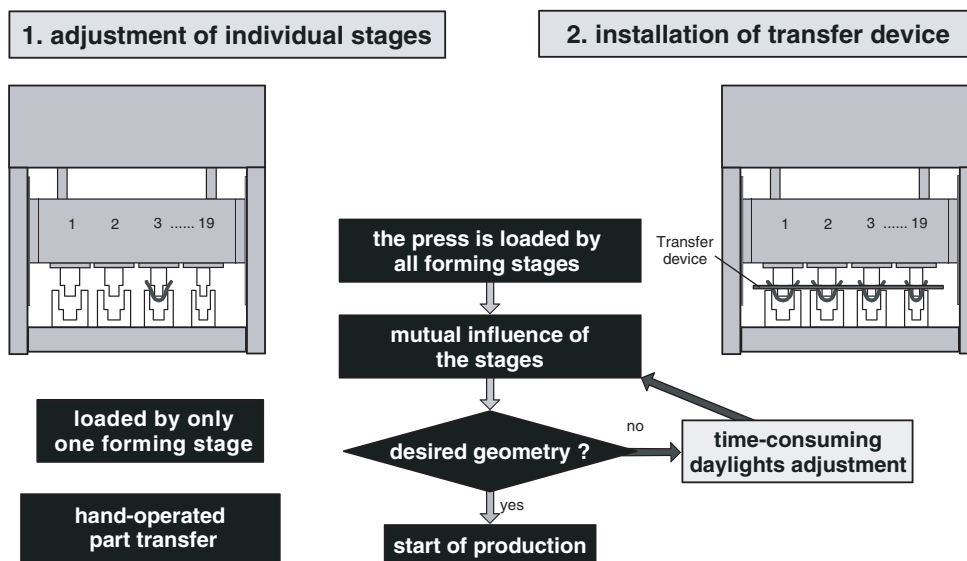 1. adjustment of individual stages
2. installation of transfer device
1 2 3 ...... 19
1 2 3 ...... 19
Transfer
device
the press is loaded by
all forming stages
mutual influence of
the stages
loaded by only
one forming stage
desired geometry ?
no
time-consuming
daylights adjustment
yes
hand-operated
part transfer
start of production